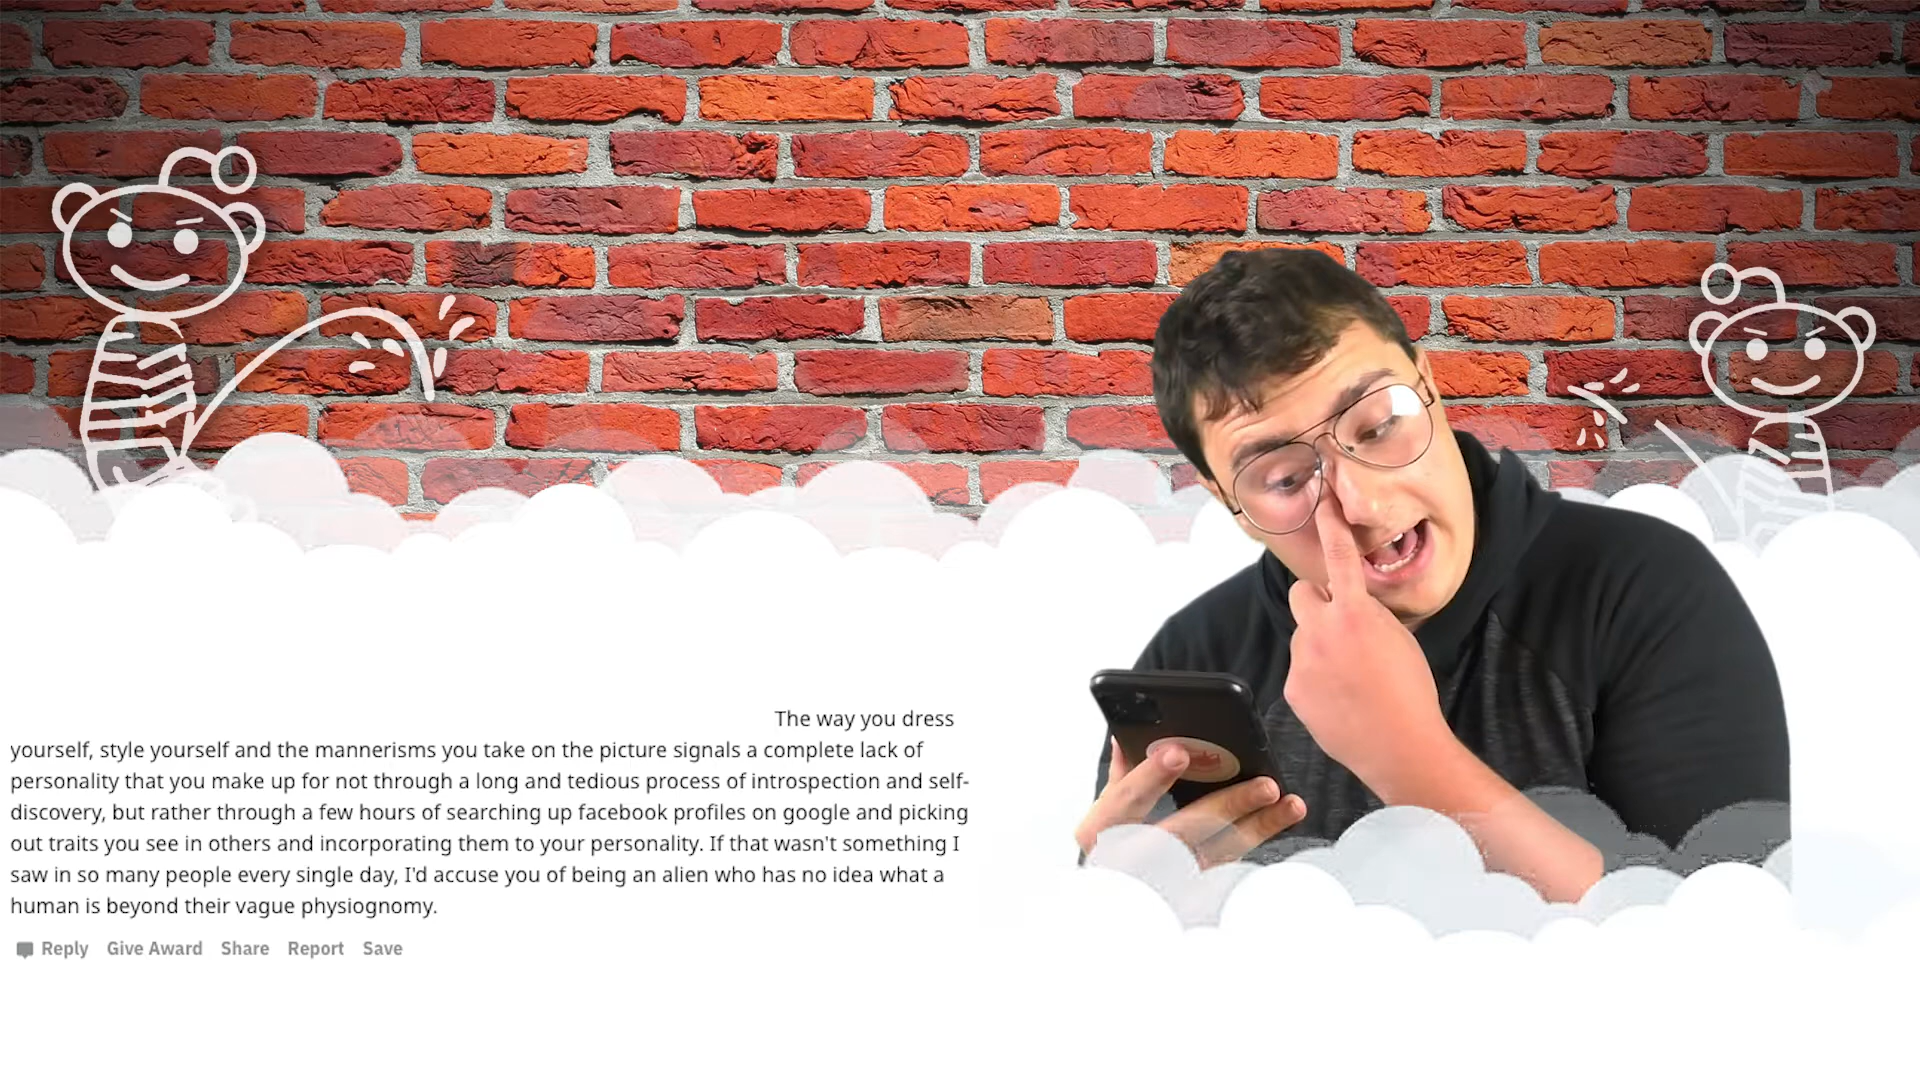 The way you dress
yourself, style yourself and the mannerisms you take on the picture signals a complete lack of
personality that you make up for not through a long and tedious process of introspection and self-
discovery, but rather through a few hours of searching up facebook profiles on google and picking
out traits you see in others and incorporating them to your personality. If that wasn't something I
saw in so many people every single day, I'd accuse you of being an alien who has no idea what a
human is beyond their vague physiognomy.
Reply Give Award Share Report Save